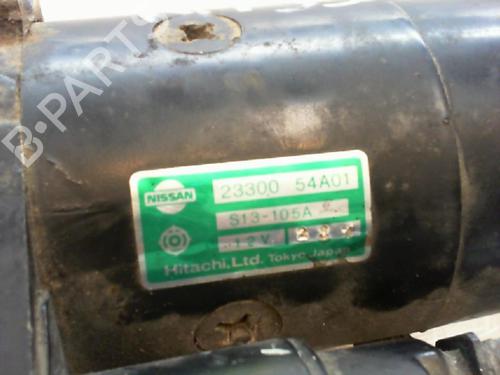 B-PARTS
NISSAN
23300 54A01
S13-105A
12V
Hitachi, Ltd. Tokyo Japan